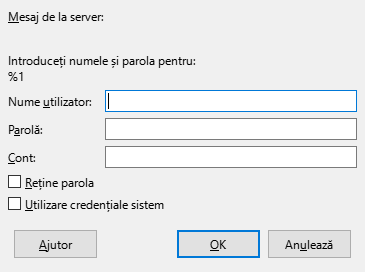 Mesaj de la server:
Introduceți numele și parola pentru:
%1
Nume utilizator:
Parolă:
Cont:
Reține parola
Utilizare credențiale sistem
Ajutor OK Anulează